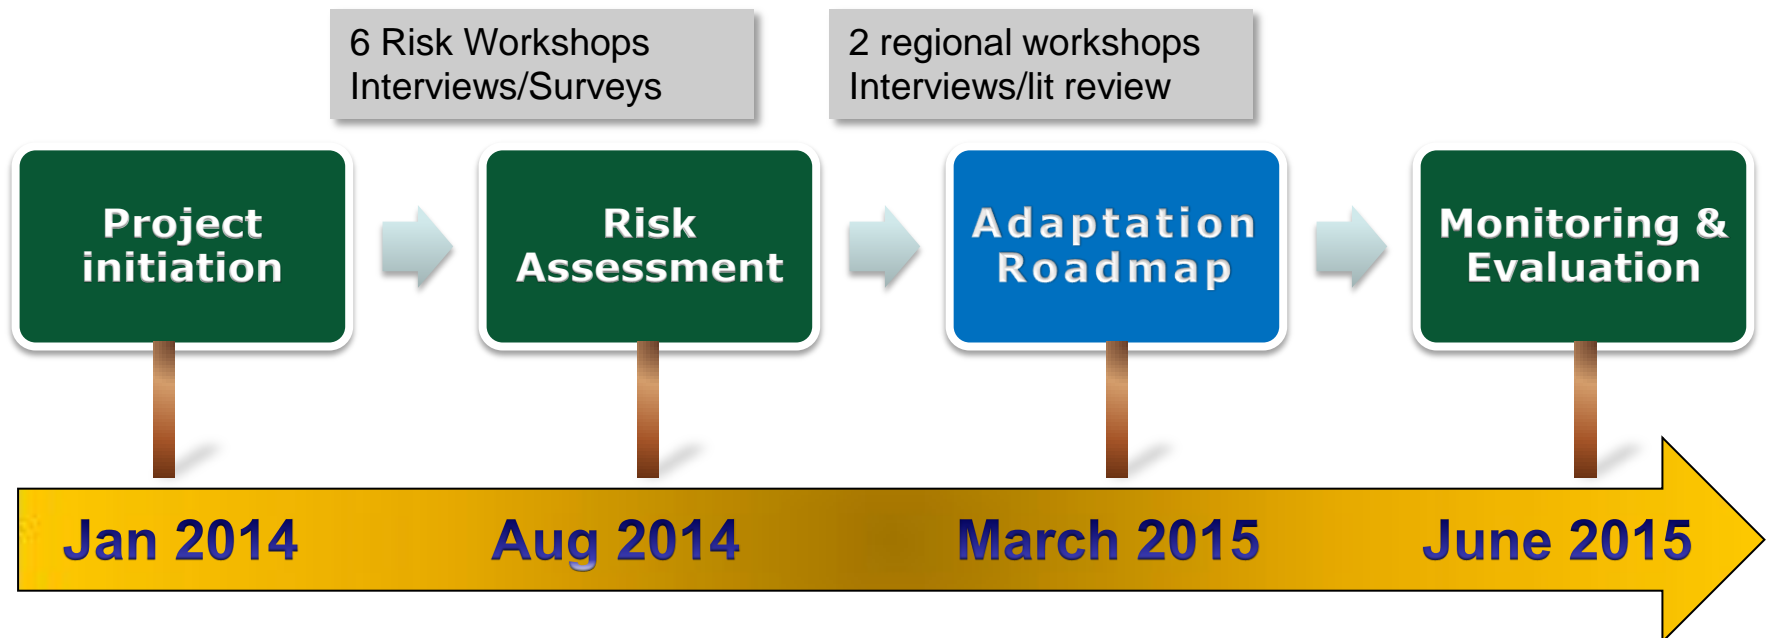 6 Risk Workshops
Interviews/Surveys
2 regional workshops
Interviews/lit review
Project
initiation
Risk
Assessment
Adaptation
Roadmap
Monitoring &
Evaluation
Jan 2014
Aug 2014
March 2015
June 2015